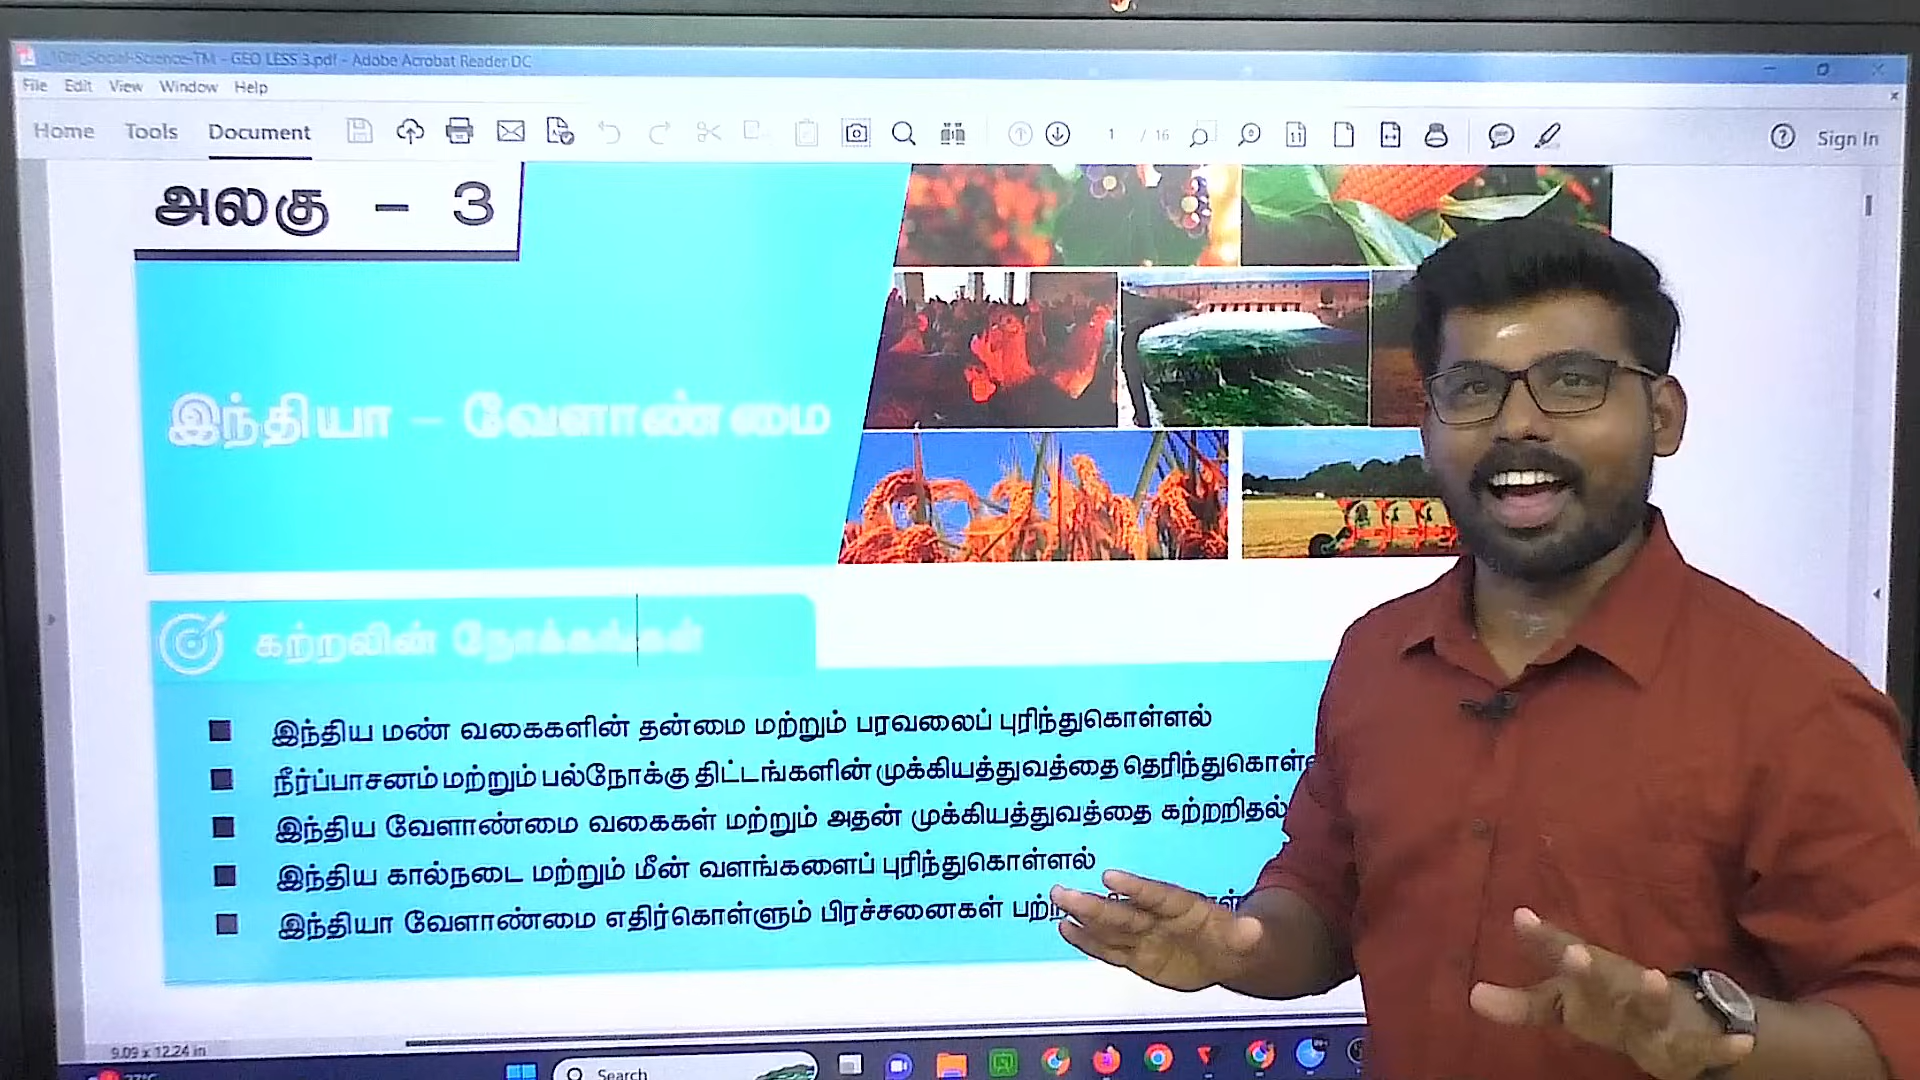 _10th_Social-Science-TM - GEO LESS 3.pdf - Adobe Acrobat Reader DC
File Edit View Window Help
Home Tools Document 1 / 16 Sign In
அலகு - 3
இந்தியா – வேளாண்மை
கற்றலின் நோக்கங்கள்
இந்திய மண் வகைகளின் தன்மை மற்றும் பரவலைப் புரிந்துகொள்ளல்
நீர்ப்பாசனம் மற்றும் பல்நோக்கு திட்டங்களின் முக்கியத்துவத்தை
இந்திய வேளாண்மை வகைகள் மற்றும் அதன் முக்கியத்துவத்தை கற்றறிதல்
இந்திய கால்நடை மற்றும் மீன் வளங்களைப் புரிந்துகொள்ளல்
இந்தியா வேளாண்மை எதிர்கொள்ளும் பிரச்சனைகள்
9.09 x 12.24 in
Search